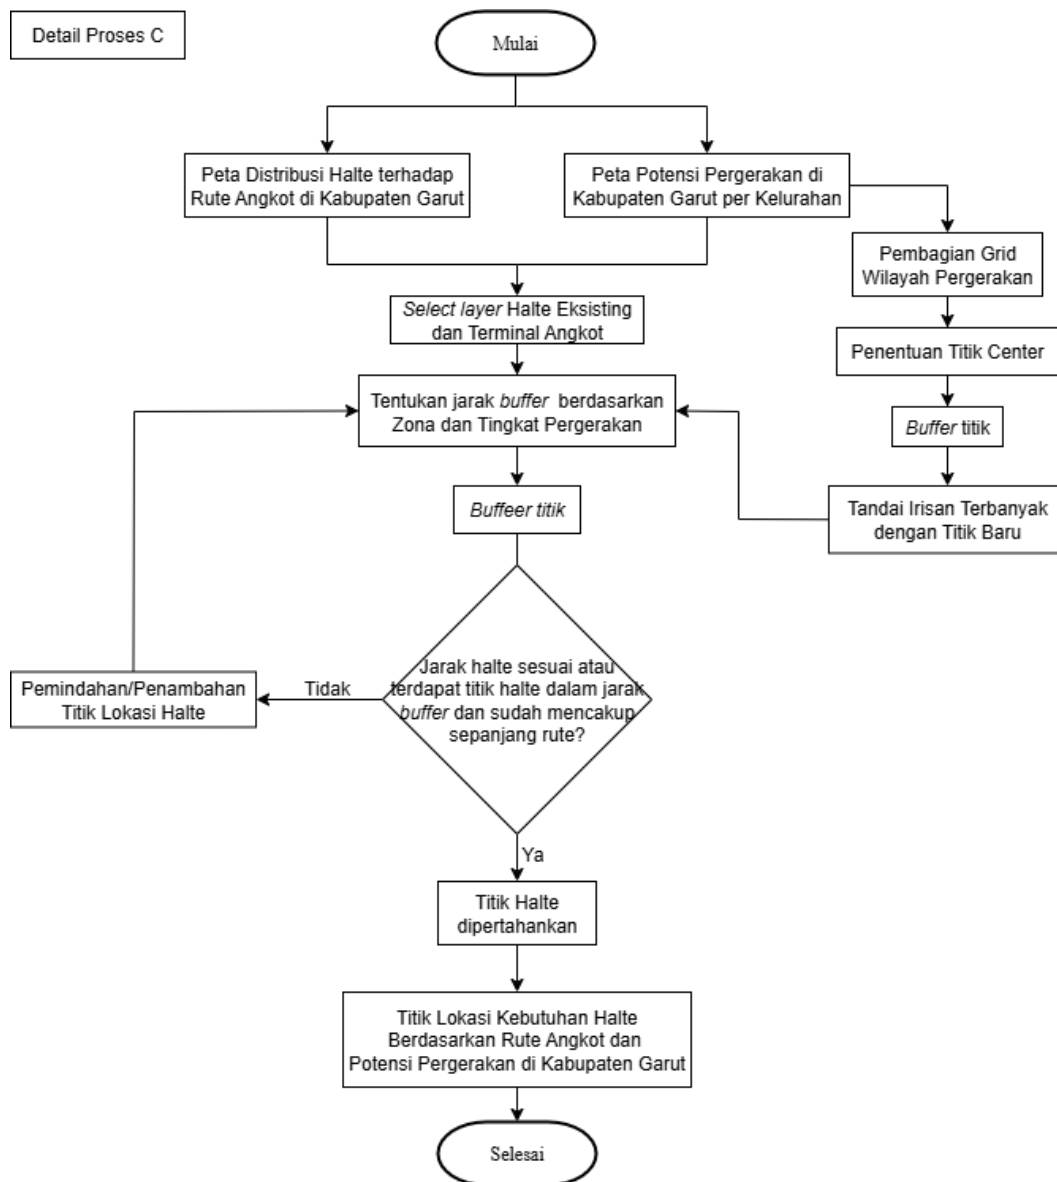 Detail Proses C
Mulai
Peta Distribusi Halte terhadap
Rute Angkot di Kabupaten Garut
Peta Potensi Pergerakan di
Kabupaten Garut per Kelurahan
Pembagian Grid
Wilayah Pergerakan
Select layer Halte Eksisting
dan Terminal Angkot
Penentuan Titik Center
Tentukan jarak buffer berdasarkan
Zona dan Tingkat Pergerakan
Buffer titik
Buffeer titik
Tandai Irisan Terbanyak
dengan Titik Baru
Jarak halte sesuai atau
terdapat titik halte dalam jarak
buffer dan sudah mencakup
sepanjang rute?
Tidak
Pemindahan/Penambahan
Titik Lokasi Halte
Ya
Titik Halte
dipertahankan
Titik Lokasi Kebutuhan Halte
Berdasarkan Rute Angkot dan
Potensi Pergerakan di Kabupaten Garut
Selesai